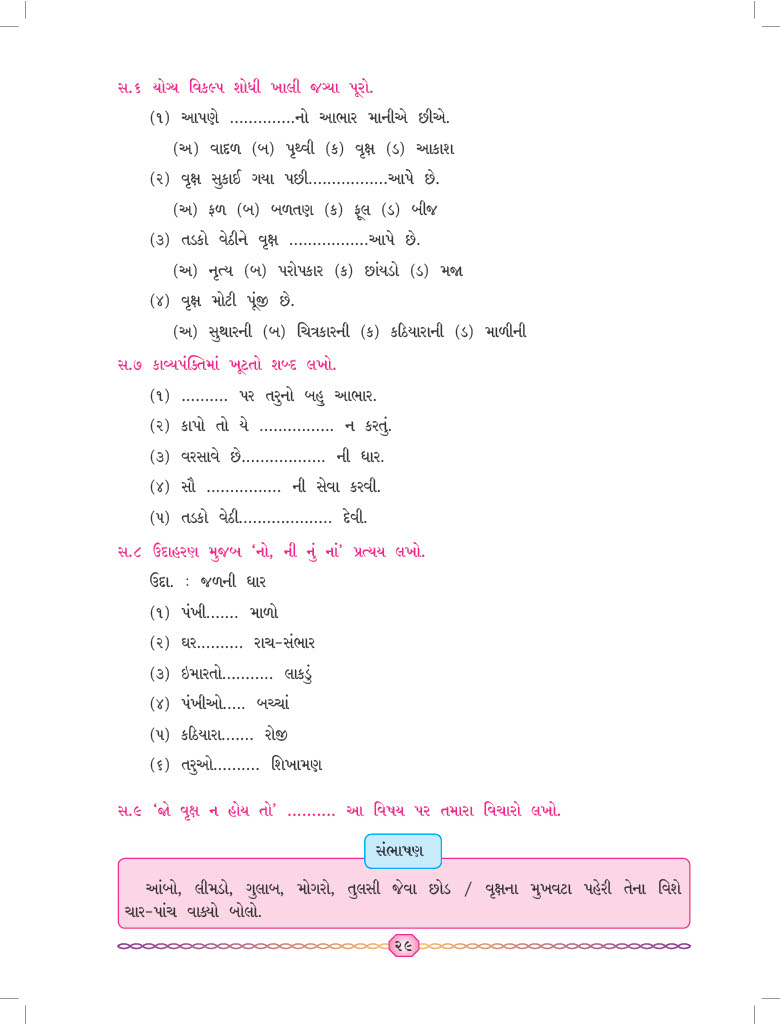 સ.૬ યોગ્ય વિકલ્પ શોધી ખાલી જગ્યા પૂરો.
(૧) આપણે ..............નો આભાર માનીએ છીએ.
(અ) વાદળ (બ) પૃથ્વી (ક) વૃક્ષ (ડ) આકાશ
(૨) વૃક્ષ સુકાઈ ગયા પછી.................આપે છે.
(અ) ફળ (બ) બળતણ (ક) ફૂલ (ડ) બીજ
(૩) તડકો વેઠીને વૃક્ષ .................આપે છે.
(અ) નૃત્ય (બ) પરોપકાર (ક) છાંયડો (ડ) મજા
(૪) વૃક્ષ મોટી પૂંજી છે.
(અ) સુથારની (બ) ચિત્રકારની (ક) કઠિયારાની (ડ) માળીની
સ.૭ કાવ્યપંક્તિમાં ખૂટતો શબ્દ લખો.
(૧) .......... પર તરુનો બહુ આભાર.
(૨) કાપો તો યે ................ ન કરતું.
(૩) વરસાવે છે.................. ની ધાર.
(૪) સૌ ................ ની સેવા કરવી.
(૫) તડકો વેઠી.................... દેવી.
સ.૮ ઉદાહરણ મુજબ ‘નો, ની નું નાં’ પ્રત્યય લખો.
ઉદા. : જળની ધાર
(૧) પંખી....... માળો
(૨) ઘર.......... રાચ-સંભાર
(૩) ઇમારતો........... લાકડું
(૪) પંખીઓ..... બચ્ચાં
(૫) કઠિયારા....... રોજી
(૬) તરુઓ.......... શિખામણ
સ.૯ ‘જો વૃક્ષ ન હોય તો’ .......... આ વિષય પર તમારા વિચારો લખો.
સંભાષણ
આંબો, લીમડો, ગુલાબ, મોગરો, તુલસી જેવા છોડ / વૃક્ષના મુખવટા પહેરી તેના વિશે
ચાર-પાંચ વાક્યો બોલો.
૨૯